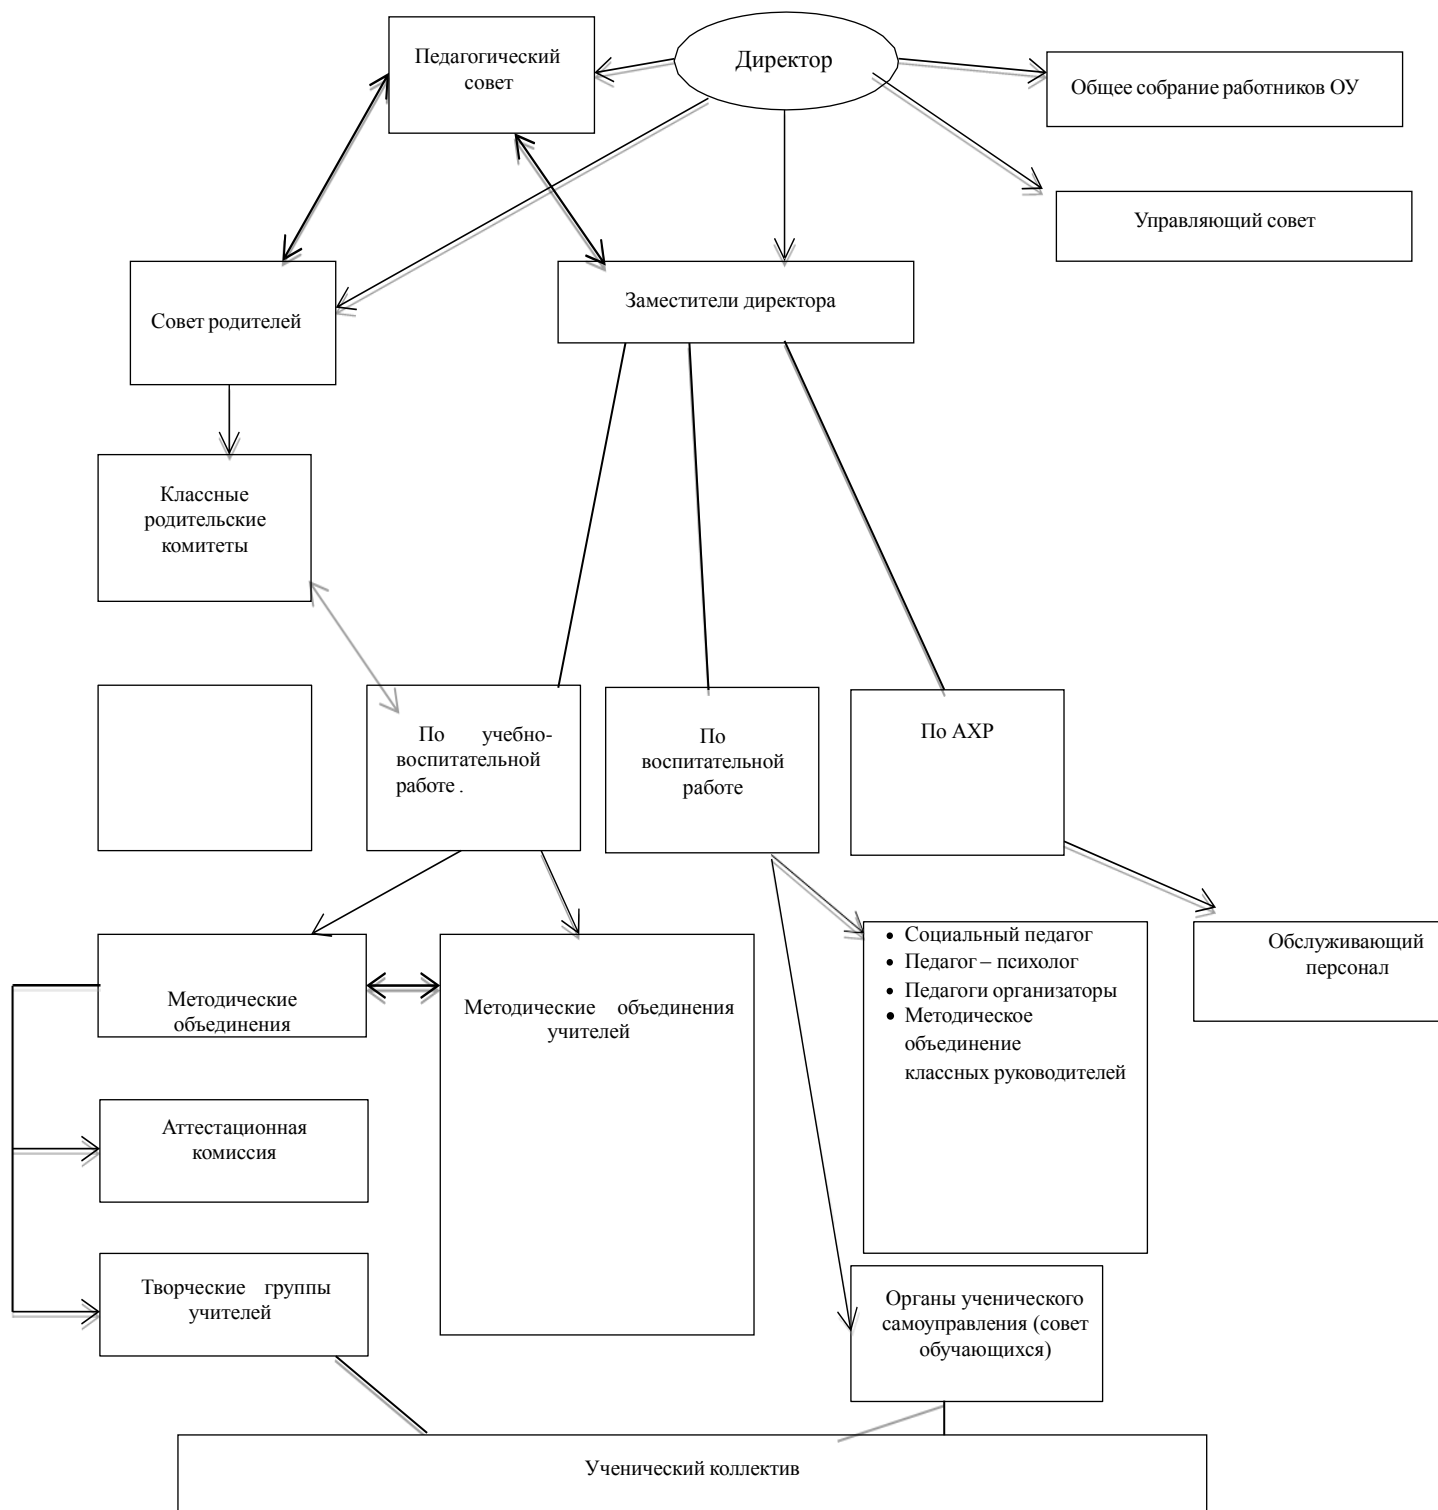 Педагогический
совет
Директор
Общее собрание работников ОУ
Управляющий совет
Заместители директора
Совет родителей
Классные
родительские
комитеты
По учебно-
воспитательной
работе .
По
воспитательной
работе
По АХР
Методические
объединения
Методические объединения
учителей
• Социальный педагог
• Педагог – психолог
• Педагоги организаторы
• Методическое
объединение
классных руководителей
Обслуживающий
персонал
Аттестационная
комиссия
Творческие группы
учителей
Органы ученического
самоуправления (совет
обучающихся)
Ученический коллектив